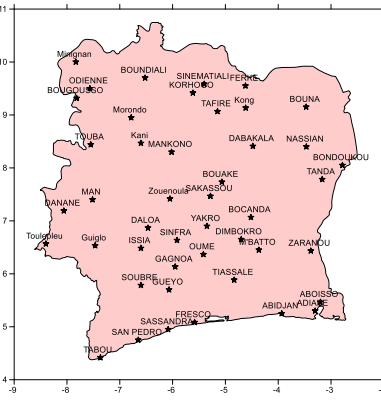 11
10
9
8
7
6
5
4
-9
-8
-7
-6
-5
-4
-3
-2
Minignan
ODIENNE
BOUGOUSSO
BOUNDIALI
SINEMATIALI
FERKE
KORHOGO
TAFIRE
Kong
BOUNA
Morondo
TOUBA
Kani
MANKONO
DABAKALA
NASSIAN
BONDOUKOU
TANDA
BOUAKE
MAN
Zouenoula
SAKASSOU
DANANE
BOCANDA
DALOA
YAKRO
Toulepleu
Guiglo
ISSIA
SINFRA
DIMBOKRO
M'BATTO
ZARANOU
OUME
GAGNOA
TIASSALE
SOUBRE
GUEYO
ABOISSO
ADIAKE
ABIDJAN
FRESCO
SASSANDRA
SAN PEDRO
TABOU